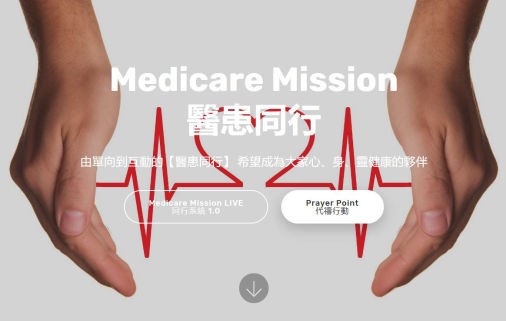 Medicare Mission
醫惠同行
由單向到互動的【醫惠同行】 希望成為大家心、身、靈健康的夥伴
Medicare Mission LIVE
同行系統 1.0
Prayer Point
代禱行動